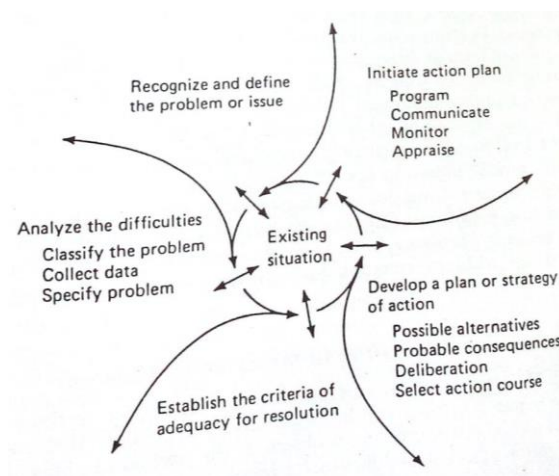 Recognize and define
the problem or issue
Initiate action plan
Program
Communicate
Monitor
Appraise
Analyze the difficulties
Classify the problem
Collect data
Specify problem
Existing
situation
Develop a plan or strategy
of action
Possible alternatives
Probable consequences
Deliberation
Select action course
Establish the criteria of
adequacy for resolution